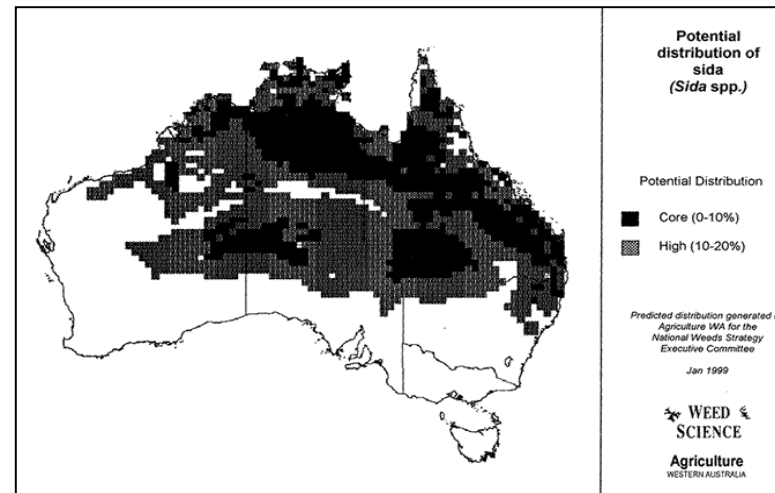 Potential
distribution of
sida
(Sida spp.)
Potential Distribution
Core (0-10%)
High (10-20%)
Predicted distribution generated
Agriculture WA for the
National Weeds Strategy
Executive Committee
Jan 1999
WEED
SCIENCE
Agriculture
WESTERN AUSTRALIA